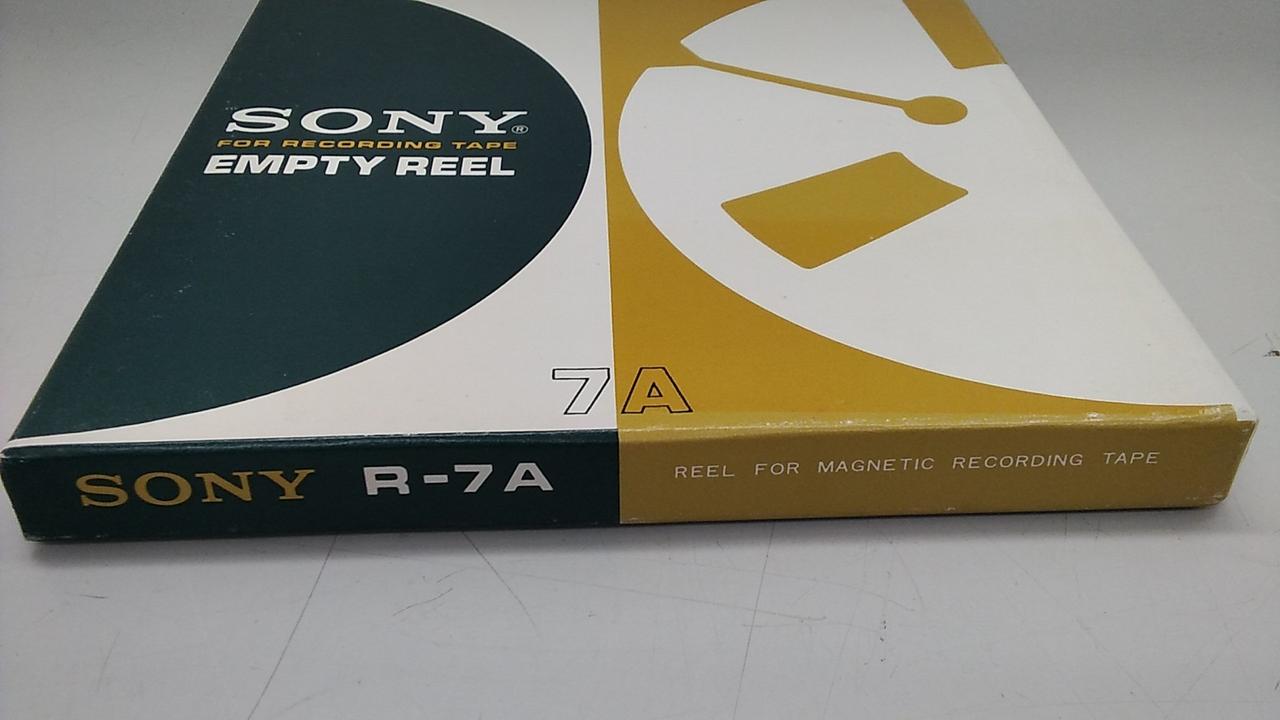 SONY®
FOR RECORDING TAPE
EMPTY REEL
7A
SONY R-7A
REEL FOR MAGNETIC RECORDING TAPE